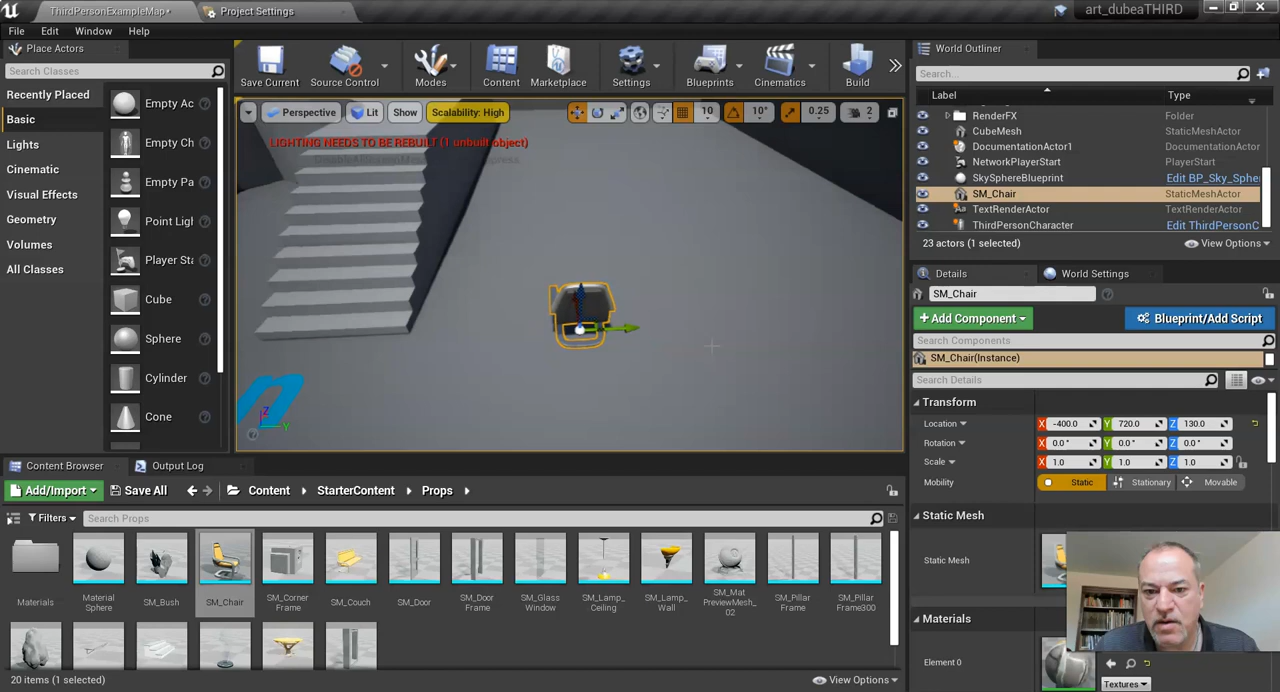 ThirdPersonExampleMap*
Project Settings
art_dubeaTHIRD
File
Edit
Window
Help
Place Actors
Search Classes
Recently Placed
Basic
Lights
Cinematic
Visual Effects
Geometry
Volumes
All Classes
Empty Ac
Empty Ch
Empty Pa
Point Ligh
Player Sta
Cube
Sphere
Cylinder
Cone
Save Current
Source Control
Modes
Content
Marketplace
Settings
Blueprints
Cinematics
Build
Perspective
Lit
Show
Scalability: High
10
10°
0.25
2
LIGHTING NEEDS TO BE REBUILT (1 unbuilt object)
Z
Y
World Outliner
Search...
Label
Type
RenderFX
Folder
CubeMesh
StaticMeshActor
DocumentationActor1
DocumentationActor
NetworkPlayerStart
PlayerStart
SkySphereBlueprint
Edit BP_Sky_Sphe
SM_Chair
StaticMeshActor
TextRenderActor
TextRenderActor
ThirdPersonCharacter
Edit ThirdPersonC
23 actors (1 selected)
View Options
Details
World Settings
SM_Chair
Add Component
Blueprint/Add Script
Search Components
SM_Chair(Instance)
Search Details
Transform
Location
X -400.0
Y 720.0
Z 130.0
Rotation
X 0.0°
Y 0.0°
Z 0.0°
Scale
X 1.0
Y 1.0
Z 1.0
Mobility
Static
Stationary
Movable
Static Mesh
Static Mesh
Materials
Element 0
Textures
Content Browser
Output Log
Add/Import
Save All
Content
StarterContent
Props
Filters
Search Props
Materials
Material
Sphere
SM_Bush
SM_Chair
SM_Corner
Frame
SM_Couch
SM_Door
SM_Door
Frame
SM_Glass
Window
SM_Lamp_
Ceiling
SM_Lamp_
Wall
SM_Mat
PreviewMesh_
02
SM_Pillar
Frame
SM_Pillar
Frame300
20 items (1 selected)
View Options